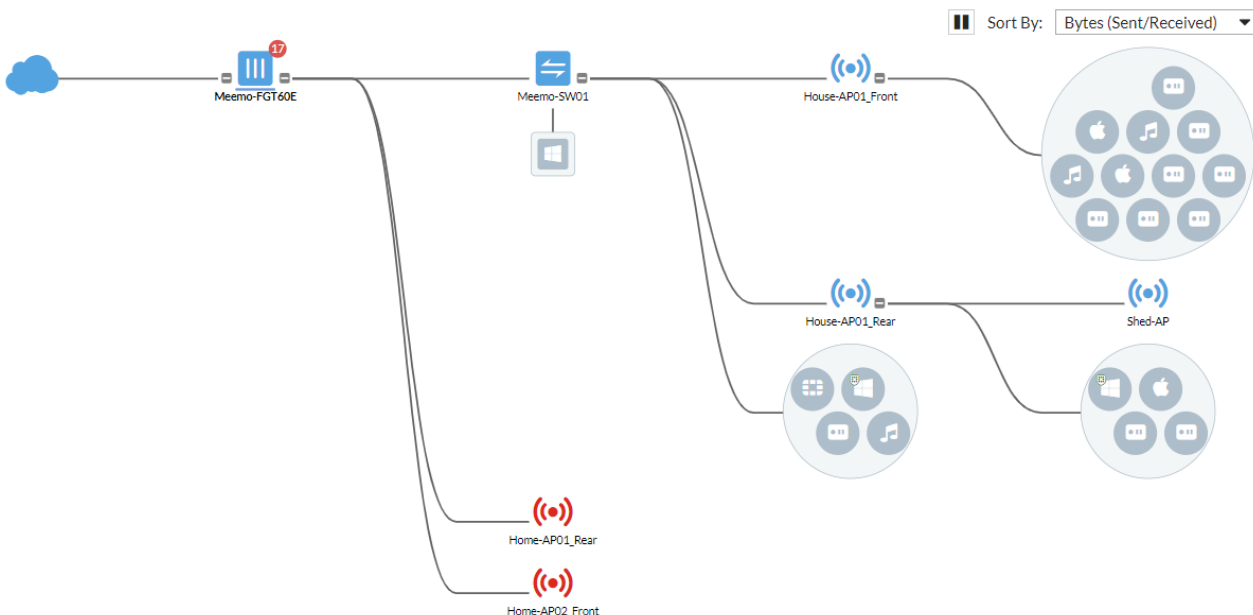 Sort By: Bytes (Sent/Received)
17
Meemo-FGT60E
Meemo-SW01
House-AP01_Front
House-AP01_Rear
Shed-AP
Home-AP01_Rear
Home-AP02_Front